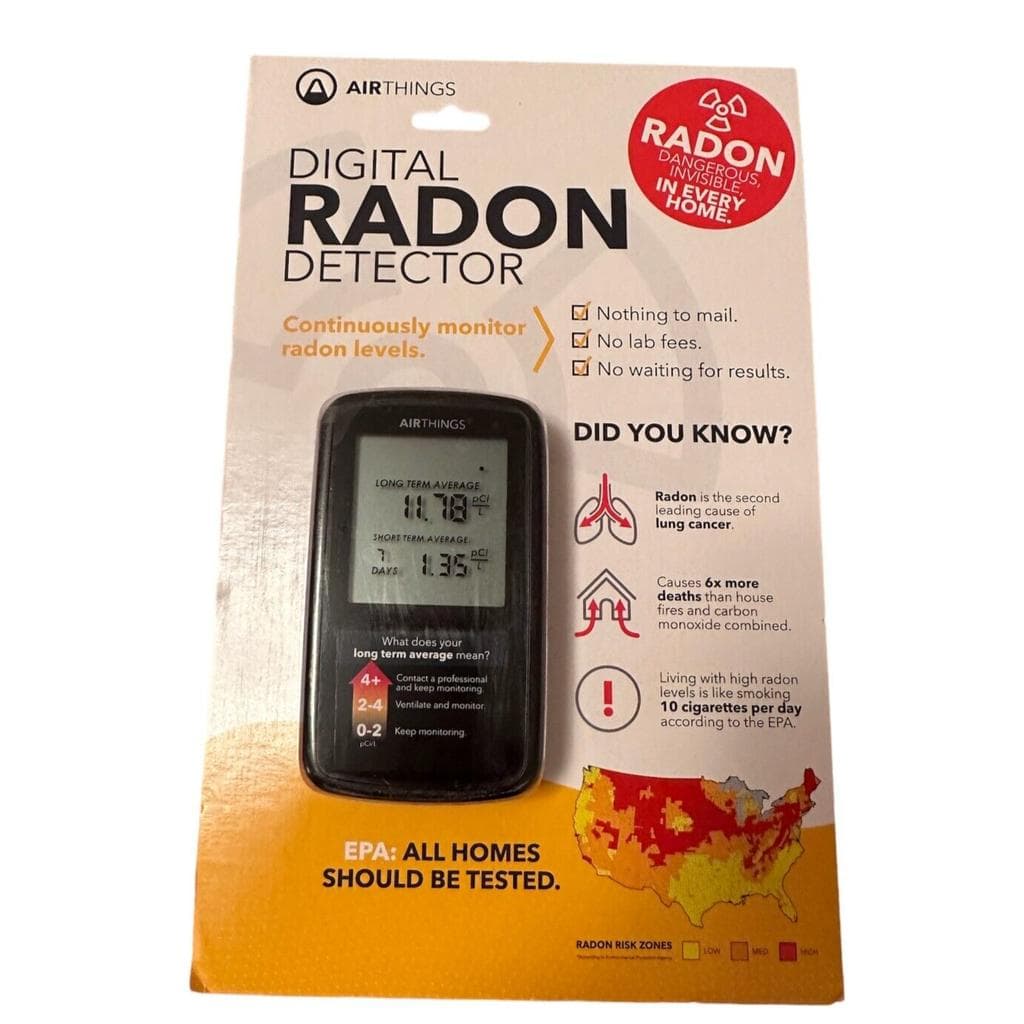 AIRTHINGS
RADON
DANGEROUS,
INVISIBLE,
IN EVERY
HOME.
DIGITAL
RADON
DETECTOR
Continuously monitor
radon levels.
Nothing to mail.
No lab fees.
No waiting for results.
AIRTHINGS
LONG TERM AVERAGE
11.78 pCi/L
SHORT TERM AVERAGE
7 DAYS 1.35 pCi/L
What does your
long term average mean?
4+ Contact a professional
and keep monitoring.
2-4 Ventilate and monitor.
0-2 Keep monitoring.
pCi/L
DID YOU KNOW?
Radon is the second
leading cause of
lung cancer.
Causes 6x more
deaths than house
fires and carbon
monoxide combined.
Living with high radon
levels is like smoking
10 cigarettes per day
according to the EPA.
EPA: ALL HOMES
SHOULD BE TESTED.
RADON RISK ZONES LOW MED HIGH
*According to Environmental Protection Agency